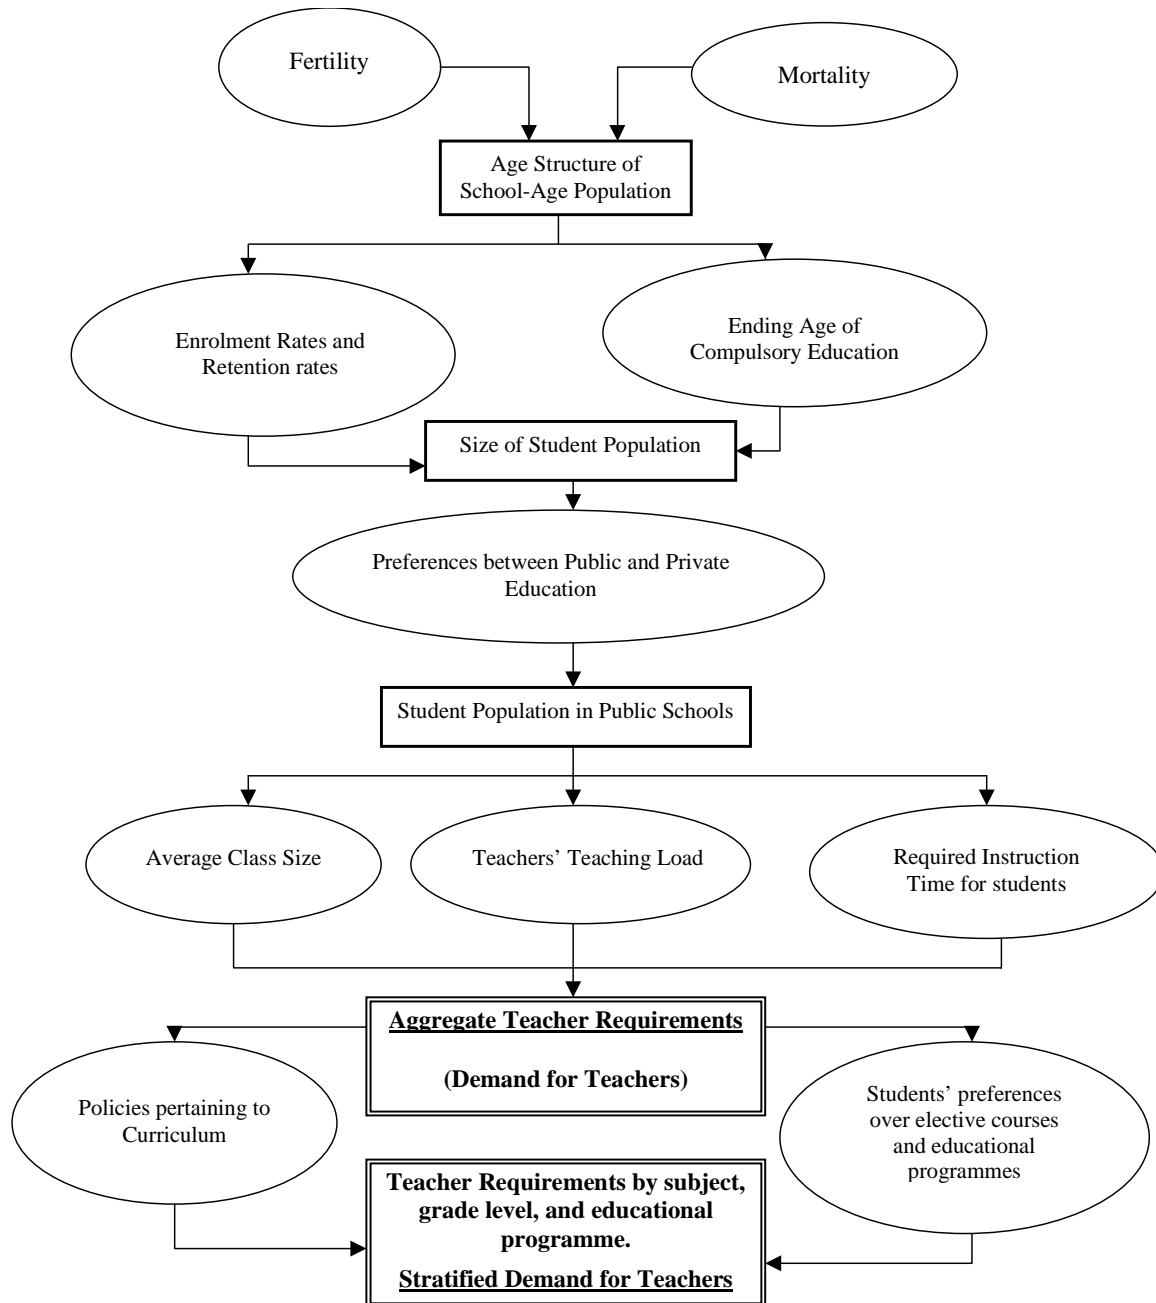 Fertility
Mortality
Age Structure of
School-Age Population
Enrolment Rates and
Retention rates
Ending Age of
Compulsory Education
Size of Student Population
Preferences between Public and Private
Education
Student Population in Public Schools
Average Class Size
Teachers’ Teaching Load
Required Instruction
Time for students
Aggregate Teacher Requirements
(Demand for Teachers)
Policies pertaining to
Curriculum
Students’ preferences
over elective courses
and educational
programmes
Teacher Requirements by subject,
grade level, and educational
programme.
Stratified Demand for Teachers